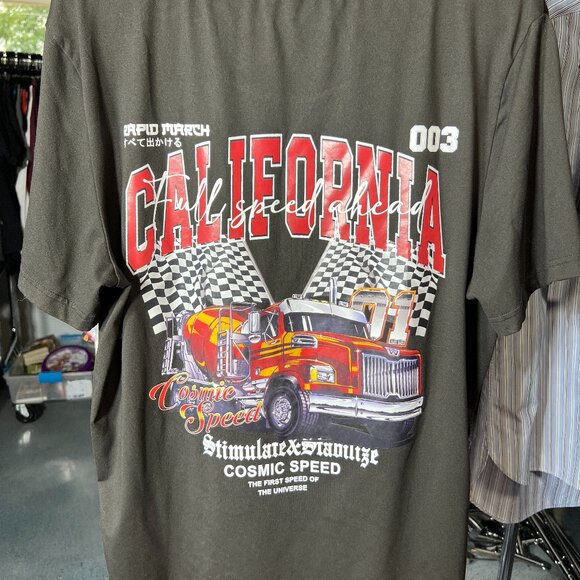 RAPID MARCH
すべて出かける
003
CALIFORNIA
Full speed ahead
01
Cosmic
Speed
Stimulate&Stabilize
COSMIC SPEED
THE FIRST SPEED OF
THE UNIVERSE